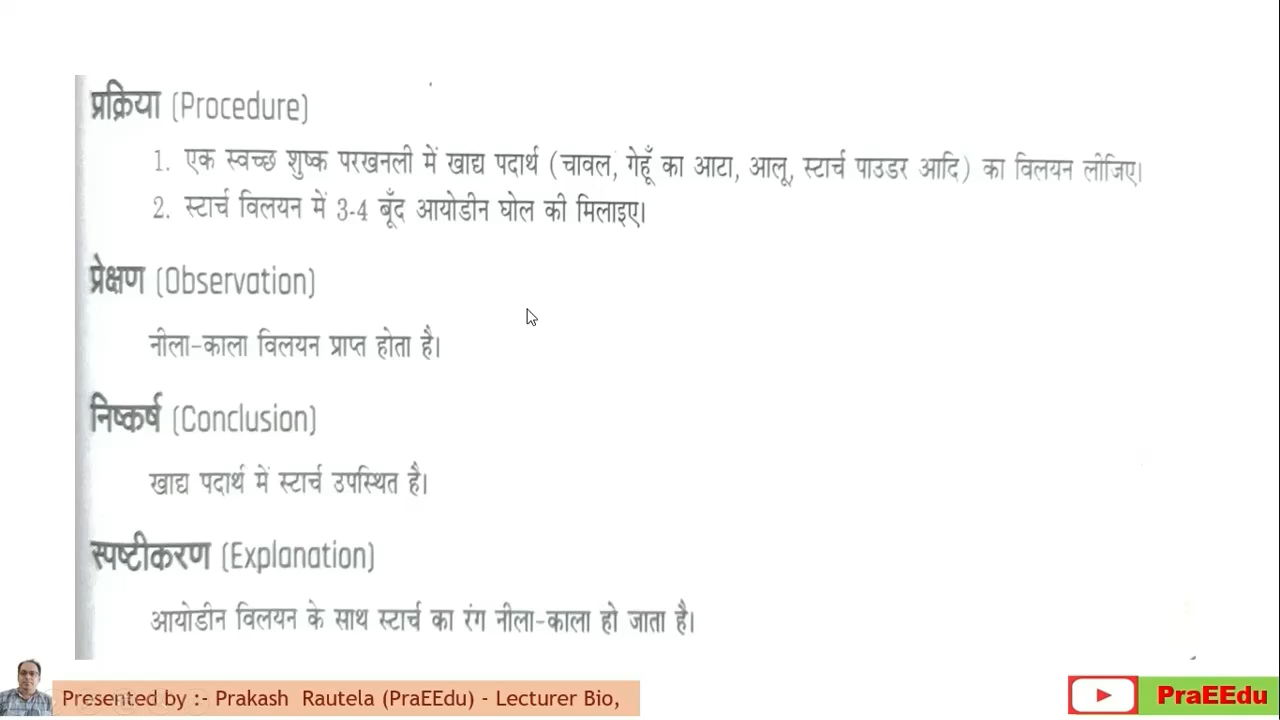 प्रक्रिया (Procedure)
1. एक स्वच्छ शुष्क परखनली में खाद्य पदार्थ (चावल, गेहूँ का आटा, आलू, स्टार्च पाउडर आदि) का विलयन लीजिए।
2. स्टार्च विलयन में 3-4 बूँद आयोडीन घोल की मिलाइए।
प्रेक्षण (Observation)
नीला-काला विलयन प्राप्त होता है।
निष्कर्ष (Conclusion)
खाद्य पदार्थ में स्टार्च उपस्थित है।
स्पष्टीकरण (Explanation)
आयोडीन विलयन के साथ स्टार्च का रंग नीला-काला हो जाता है।
Presented by :- Prakash Rautela (PraEEdu) - Lecturer Bio,
PraEEdu